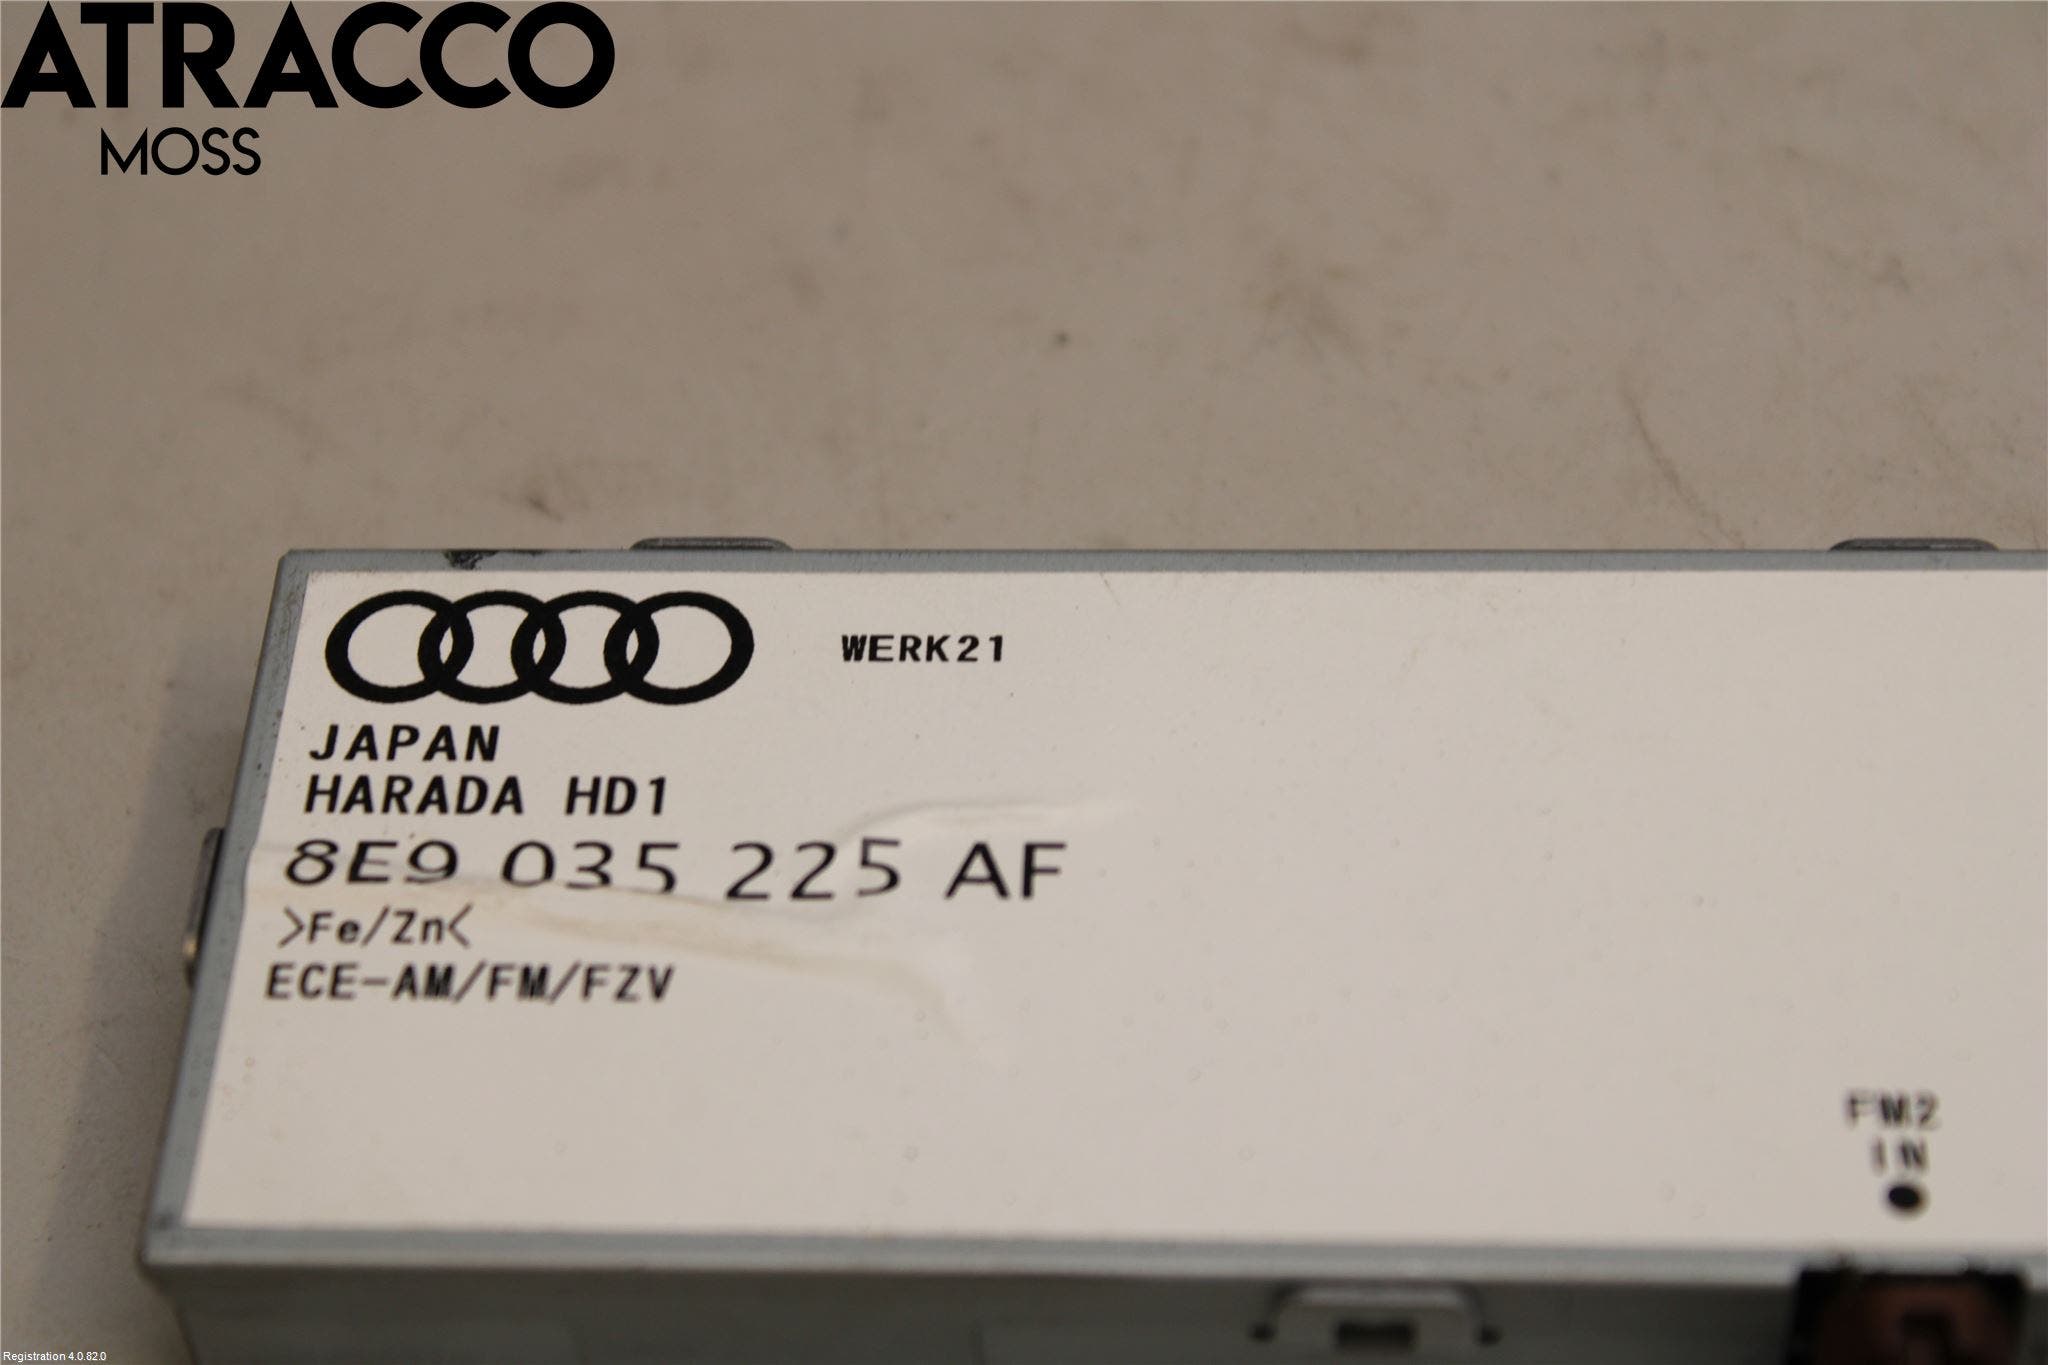 ATRACCO
MOSS
WERK21
JAPAN
HARADA HD1
8E9 035 225 AF
>Fe/Zn<
ECE-AM/FM/FZV
FM2
IN
Registration 4.0.82.0